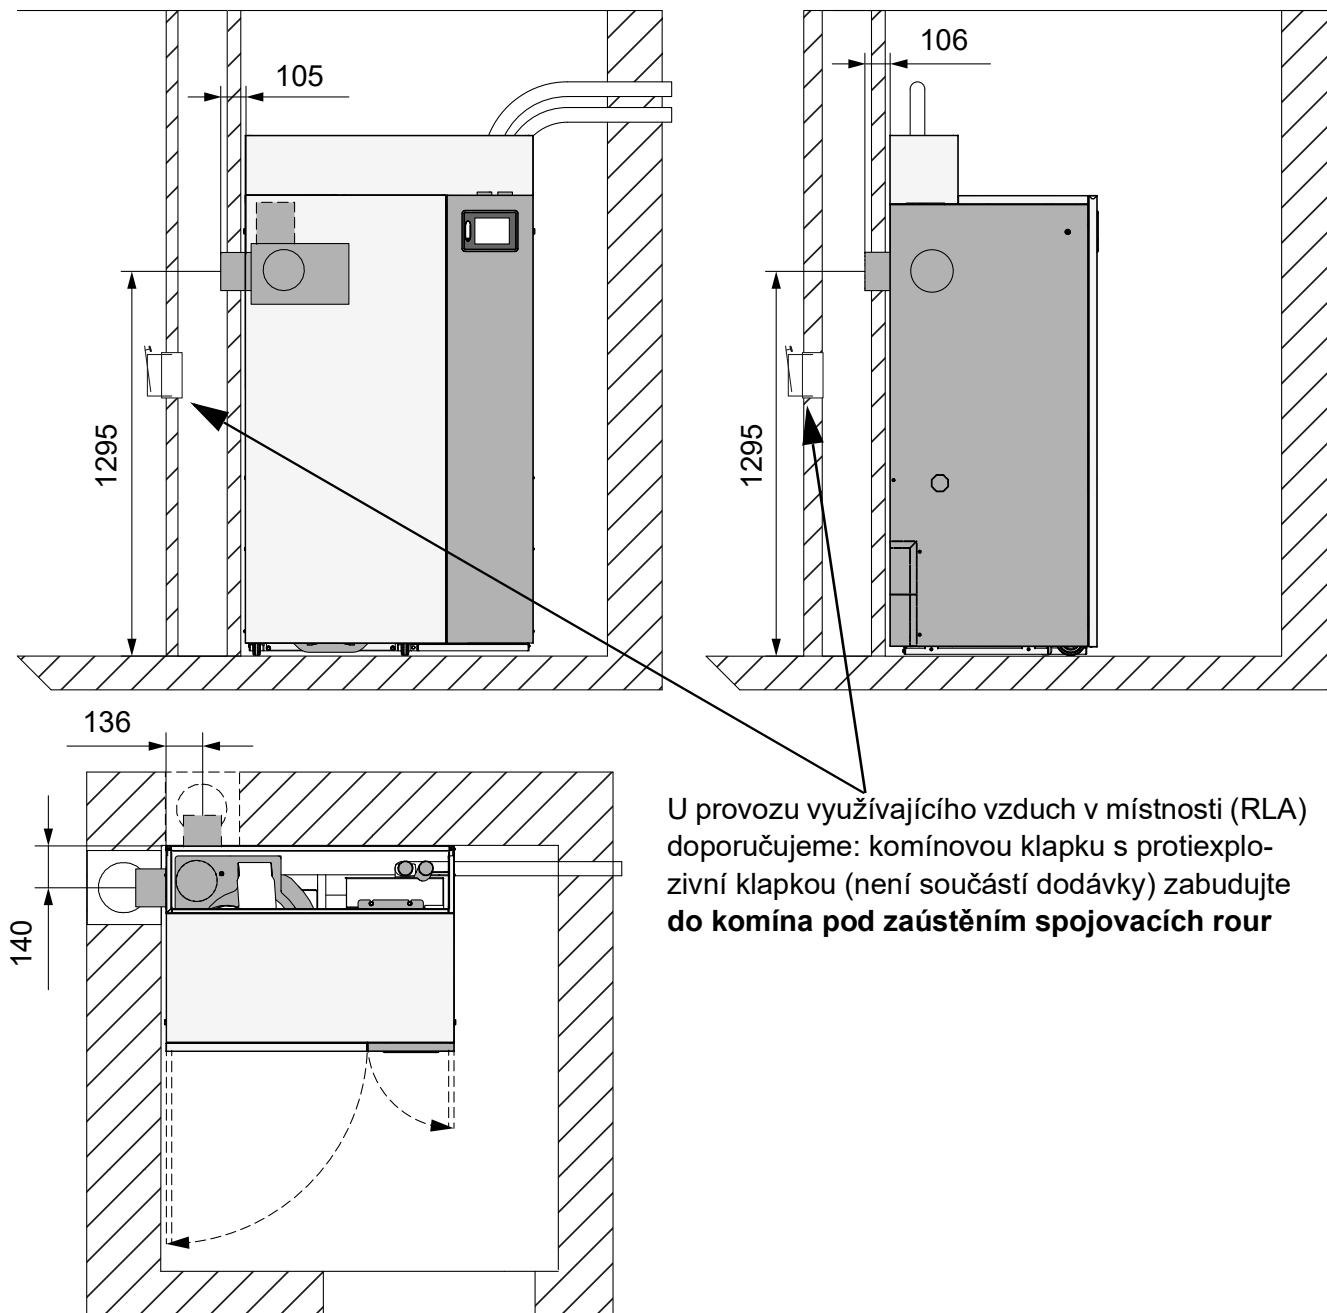 105
106
1295
1295
136
140
U provozu využívajícího vzduch v místnosti (RLA)
doporučujeme: komínovou klapku s protiexplo-
zivní klapkou (není součástí dodávky) zabudujte
do komína pod zaústěním spojovacích rour